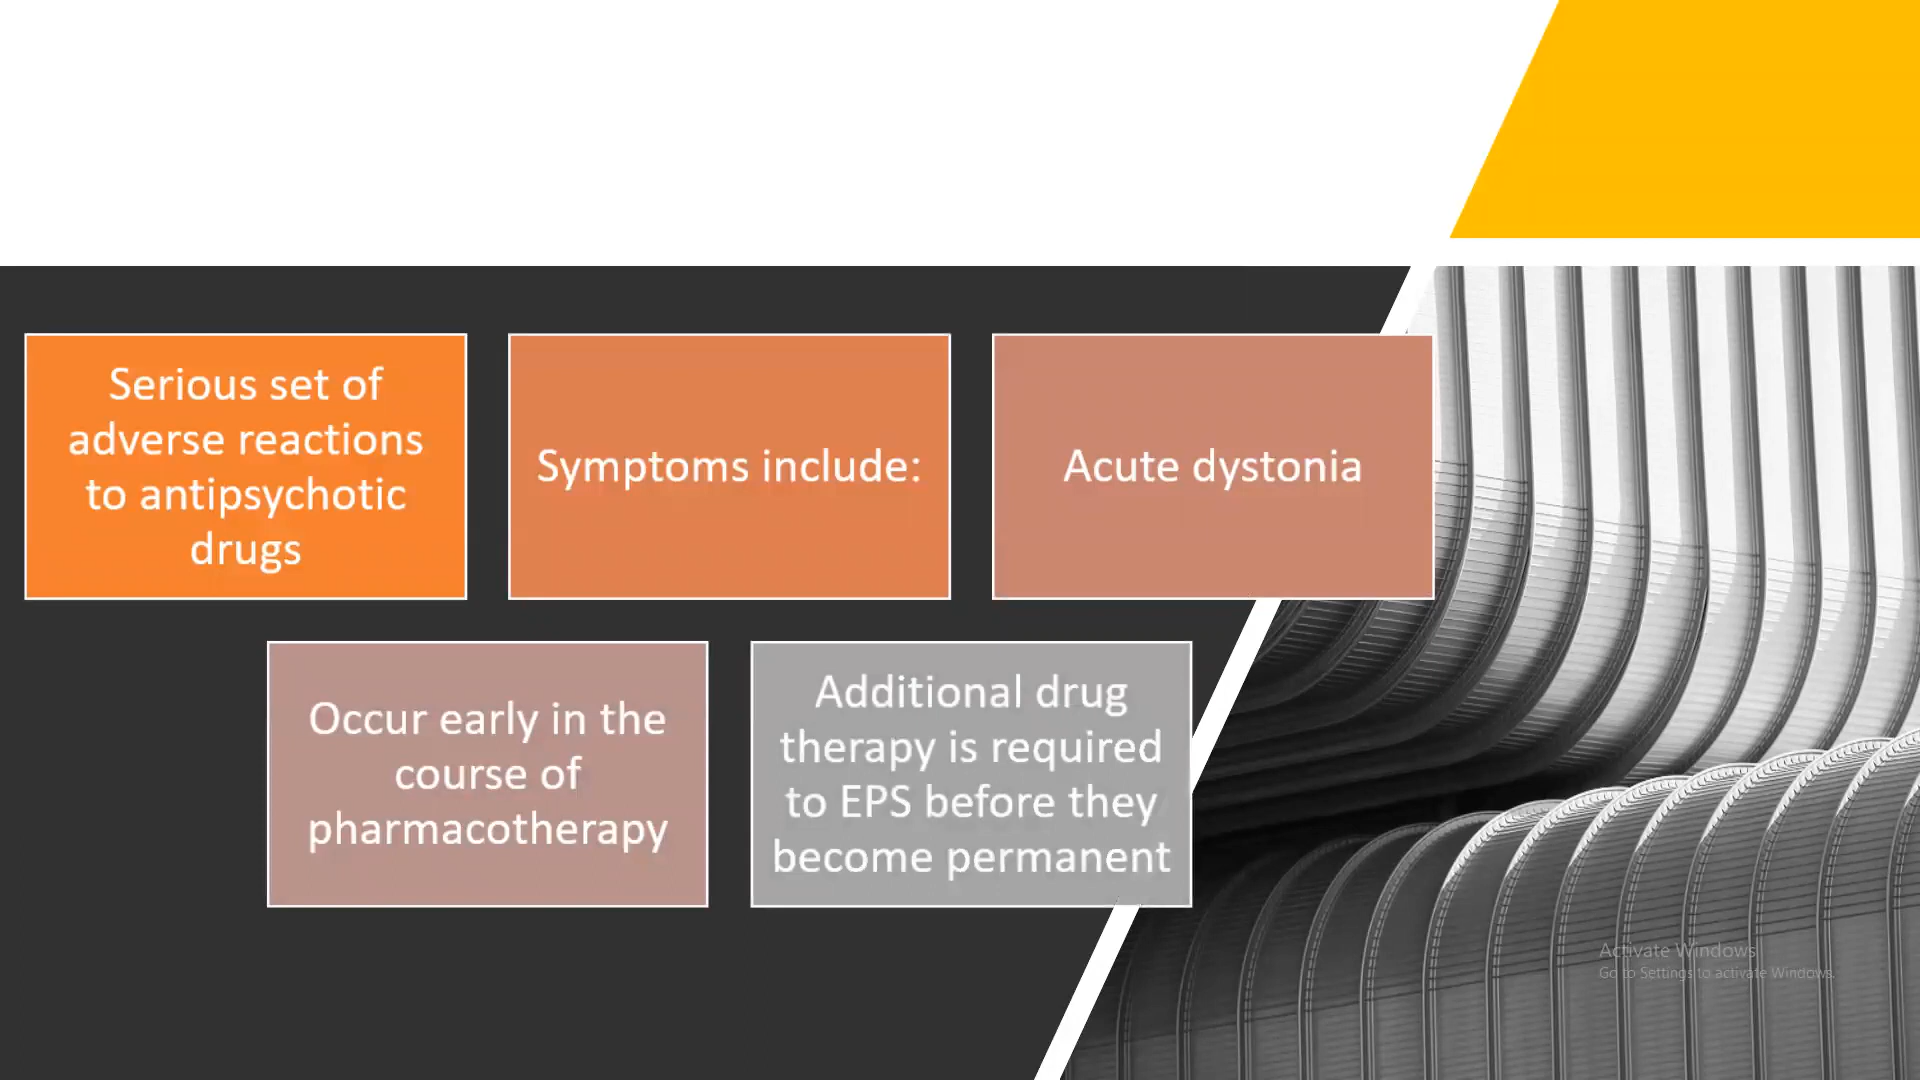 Serious set of
adverse reactions
to antipsychotic
drugs
Symptoms include:
Acute dystonia
Occur early in the
course of
pharmacotherapy
Additional drug
therapy is required
to EPS before they
become permanent
Activate Windows
Go to Settings to activate Windows.